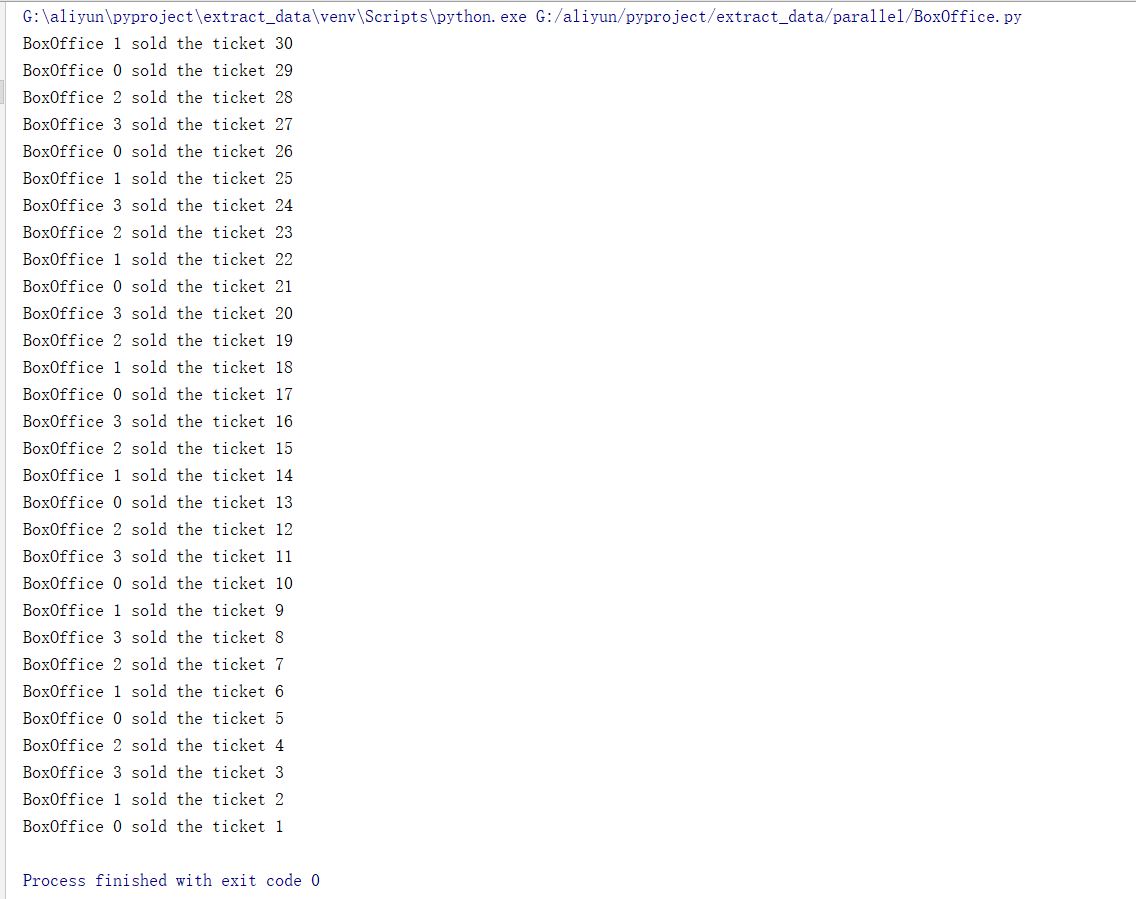 G:\aliyun\pyproject\extract_data\venv\Scripts\python.exe G:/aliyun/pyproject/extract_data/parallel/BoxOffice.py
BoxOffice 1 sold the ticket 30
BoxOffice 0 sold the ticket 29
BoxOffice 2 sold the ticket 28
BoxOffice 3 sold the ticket 27
BoxOffice 0 sold the ticket 26
BoxOffice 1 sold the ticket 25
BoxOffice 3 sold the ticket 24
BoxOffice 2 sold the ticket 23
BoxOffice 1 sold the ticket 22
BoxOffice 0 sold the ticket 21
BoxOffice 3 sold the ticket 20
BoxOffice 2 sold the ticket 19
BoxOffice 1 sold the ticket 18
BoxOffice 0 sold the ticket 17
BoxOffice 3 sold the ticket 16
BoxOffice 2 sold the ticket 15
BoxOffice 1 sold the ticket 14
BoxOffice 0 sold the ticket 13
BoxOffice 2 sold the ticket 12
BoxOffice 3 sold the ticket 11
BoxOffice 0 sold the ticket 10
BoxOffice 1 sold the ticket 9
BoxOffice 3 sold the ticket 8
BoxOffice 2 sold the ticket 7
BoxOffice 1 sold the ticket 6
BoxOffice 0 sold the ticket 5
BoxOffice 2 sold the ticket 4
BoxOffice 3 sold the ticket 3
BoxOffice 1 sold the ticket 2
BoxOffice 0 sold the ticket 1
Process finished with exit code 0